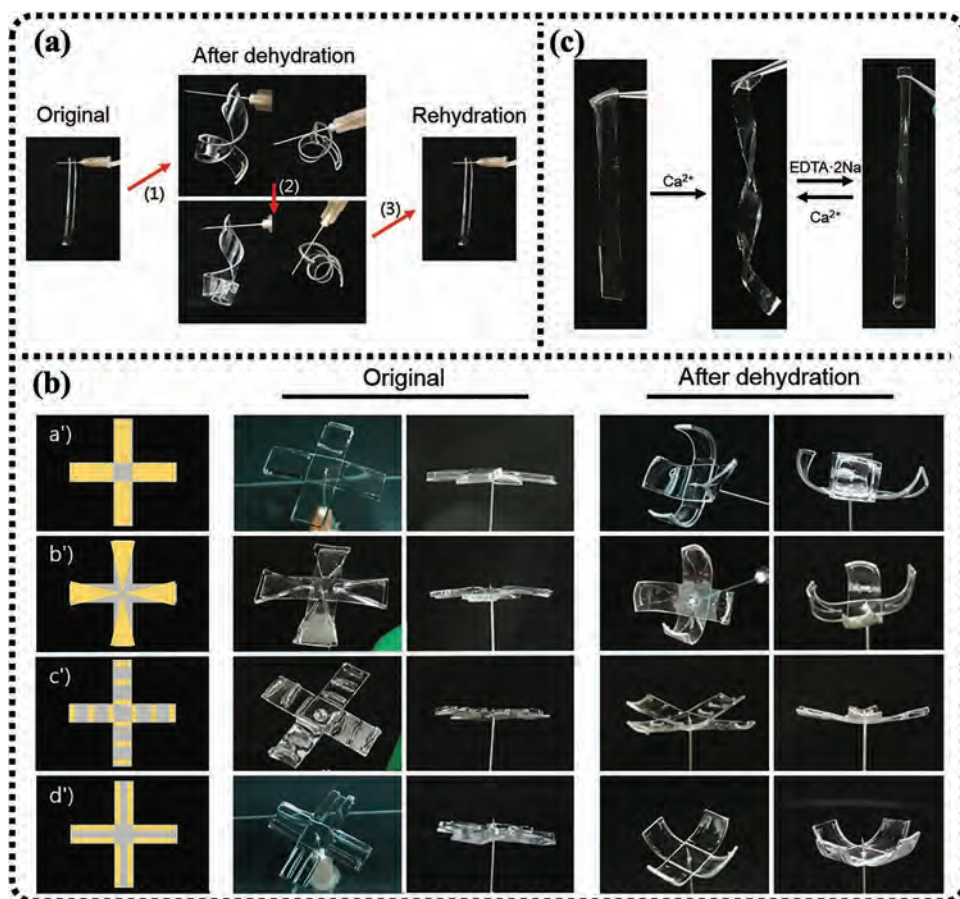 (a)
After dehydration
Original
Rehydration
(1)
(2)
(3)
(c)
Ca²⁺
EDTA·2Na
Ca²⁺
(b)
Original
After dehydration
a')
b')
c')
d')